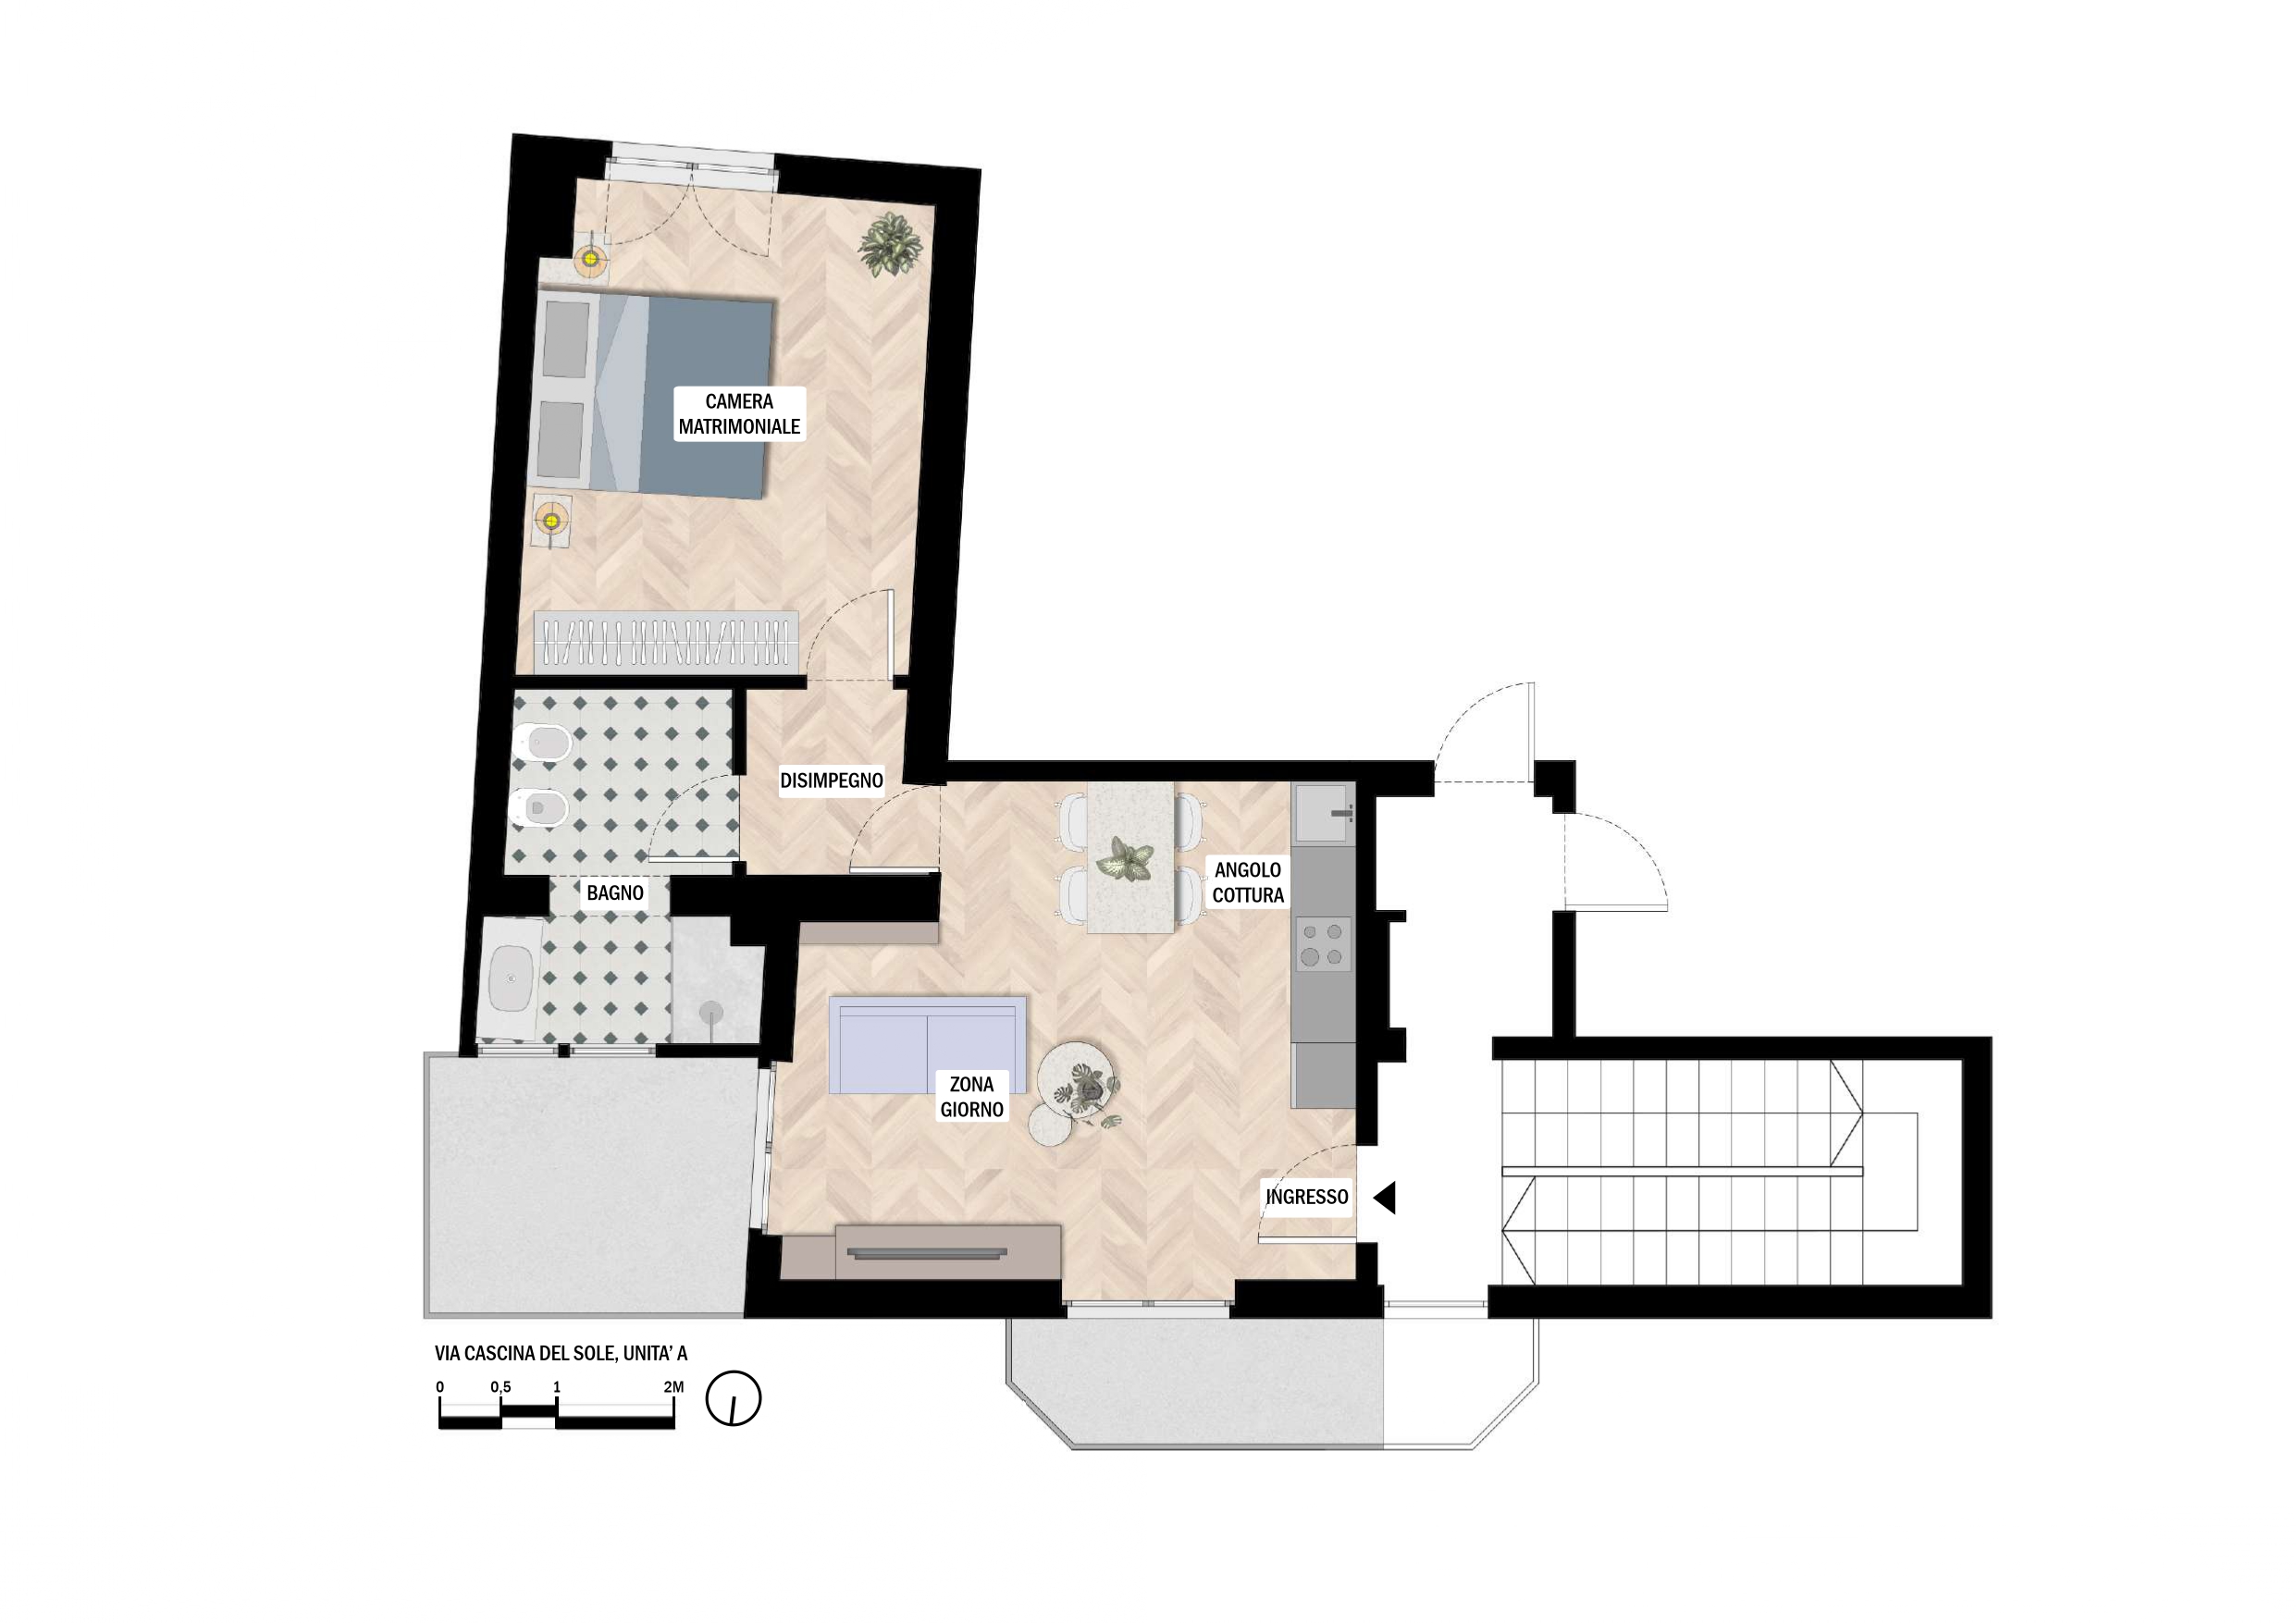 CAMERA
MATRIMONIALE
DISIMPEGNO
BAGNO
ANGOLO
COTTURA
ZONA
GIORNO
INGRESSO
VIA CASCINA DEL SOLE, UNITA' A
0 0,5 1 2M